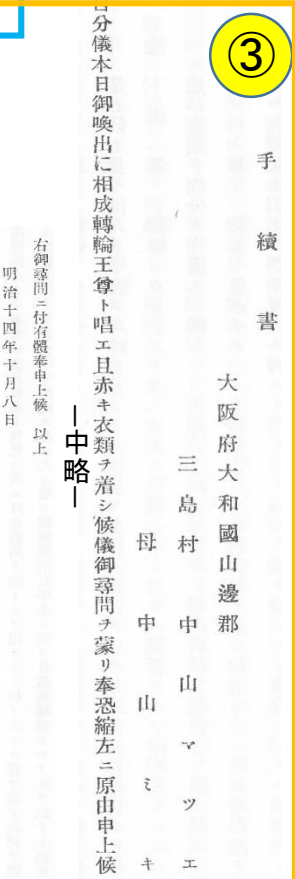 ③
手續書
大阪府大和國山邊郡
三島村 中山マツエ
母 中山ミキ
自分儀本日御喚出に相成轉輪王尊ト唱エ且赤キ衣類ヲ着シ候儀御尋問ヲ蒙リ奉恐縮左ニ原由申上候
―中略―
右御尋問ニ付有體奉申上候 以上
明治十四年十月八日